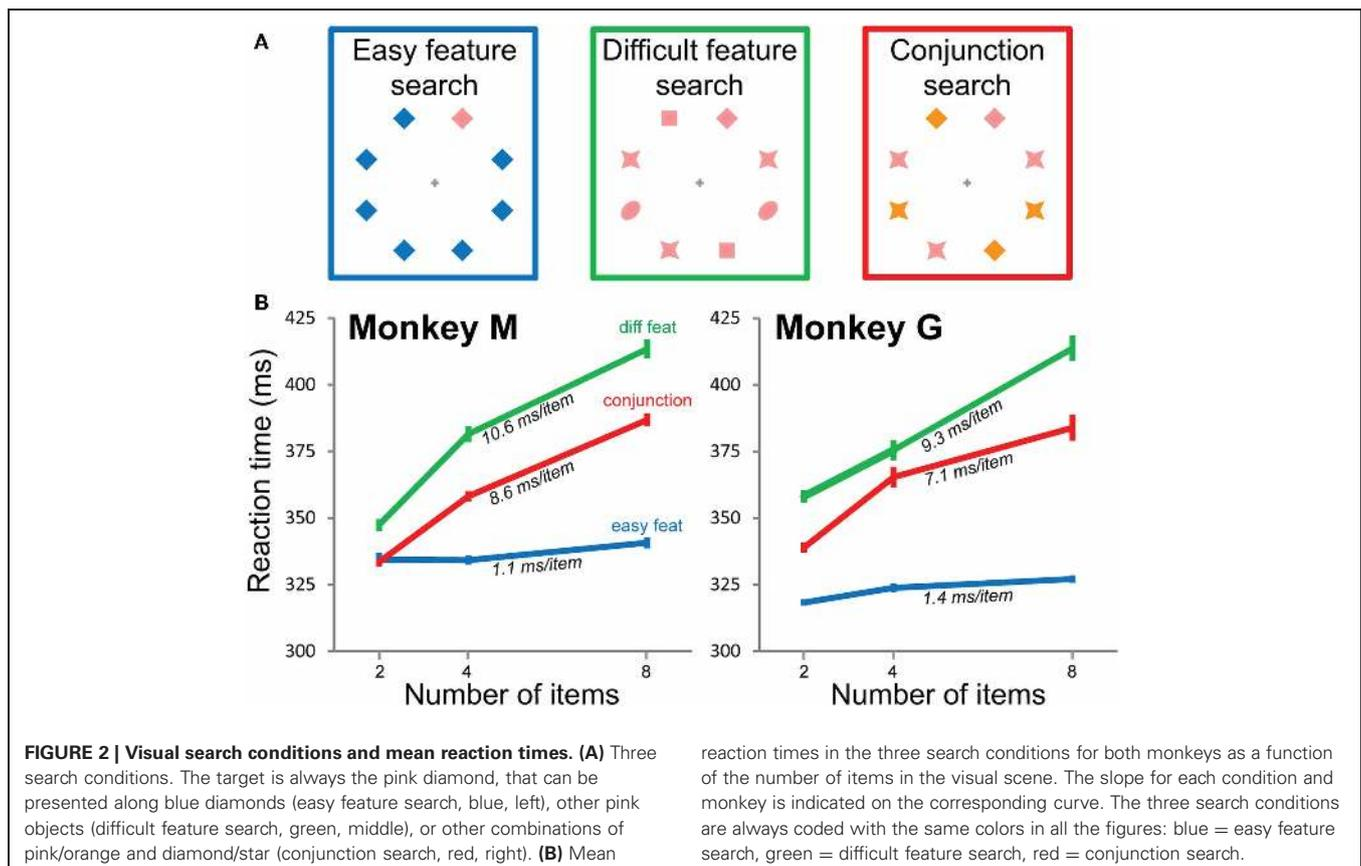 A
Easy feature
search
Difficult feature
search
Conjunction
search
B
Monkey M
Reaction time (ms)
425
400
375
350
325
300
diff feat
conjunction
easy feat
10.6 ms/item
8.6 ms/item
1.1 ms/item
2
4
8
Number of items
Monkey G
425
400
375
350
325
300
9.3 ms/item
7.1 ms/item
1.4 ms/item
2
4
8
Number of items
FIGURE 2 | Visual search conditions and mean reaction times. (A) Three
search conditions. The target is always the pink diamond, that can be
presented along blue diamonds (easy feature search, blue, left), other pink
objects (difficult feature search, green, middle), or other combinations of
pink/orange and diamond/star (conjunction search, red, right). (B) Mean
reaction times in the three search conditions for both monkeys as a function
of the number of items in the visual scene. The slope for each condition and
monkey is indicated on the corresponding curve. The three search conditions
are always coded with the same colors in all the figures: blue = easy feature
search, green = difficult feature search, red = conjunction search.